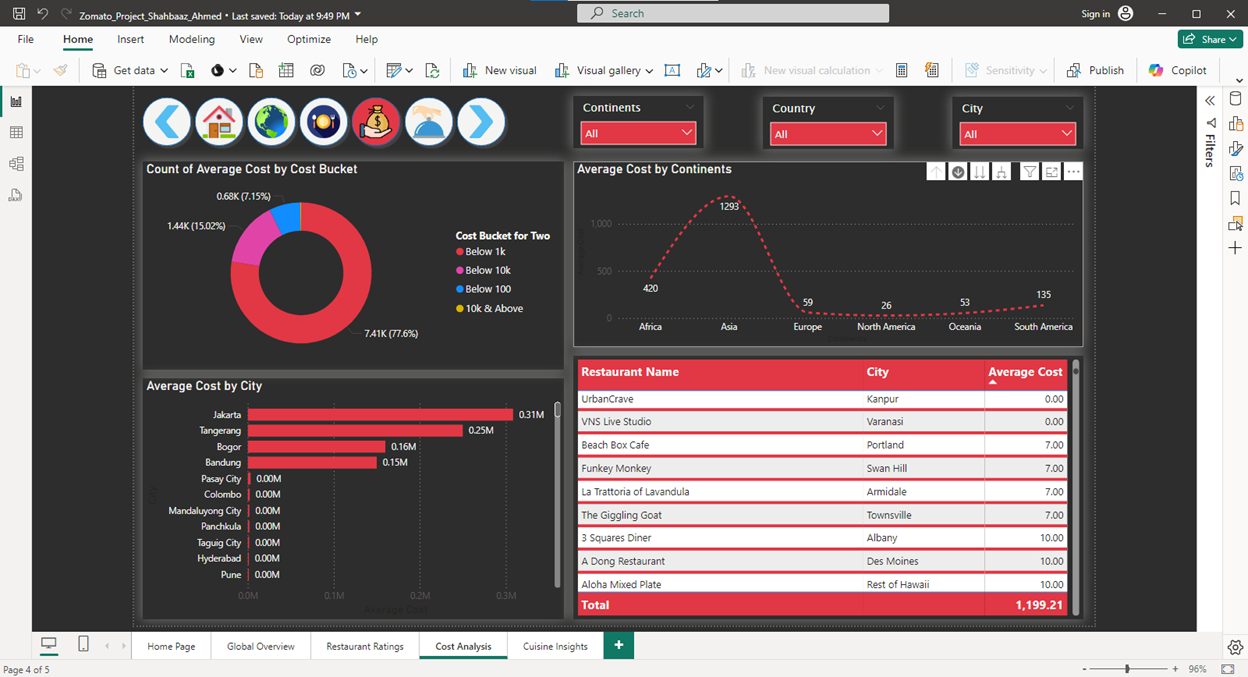 Zomato_Project_Shahbaaz_Ahmed • Last saved: Today at 9:49 PM
Search
Sign in
File Home Insert Modeling View Optimize Help
Share
Get data
New visual
Visual gallery
New visual calculation
Sensitivity
Publish
Copilot
Continents
All
Country
All
City
All
Filters
Count of Average Cost by Cost Bucket
0.68K (7.15%)
1.44K (15.02%)
7.41K (77.6%)
Cost Bucket for Two
Below 1k
Below 10k
Below 100
10k & Above
Average Cost by Continents
1,000
500
0
420
1293
59
26
53
135
Africa Asia Europe North America Oceania South America
Average Cost by City
Jakarta 0.31M
Tangerang 0.25M
Bogor 0.16M
Bandung 0.15M
Pasay City 0.00M
Colombo 0.00M
Mandaluyong City 0.00M
Panchkula 0.00M
Taguig City 0.00M
Hyderabad 0.00M
Pune 0.00M
0.0M 0.1M 0.2M 0.3M
Average Cost
City
Restaurant Name City Average Cost
UrbanCrave Kanpur 0.00
VNS Live Studio Varanasi 0.00
Beach Box Cafe Portland 7.00
Funkey Monkey Swan Hill 7.00
La Trattoria of Lavandula Armidale 7.00
The Giggling Goat Townsville 7.00
3 Squares Diner Albany 10.00
A Dong Restaurant Des Moines 10.00
Aloha Mixed Plate Rest of Hawaii 10.00
Total 1,199.21
Home Page Global Overview Restaurant Ratings Cost Analysis Cuisine Insights
Page 4 of 5
96%